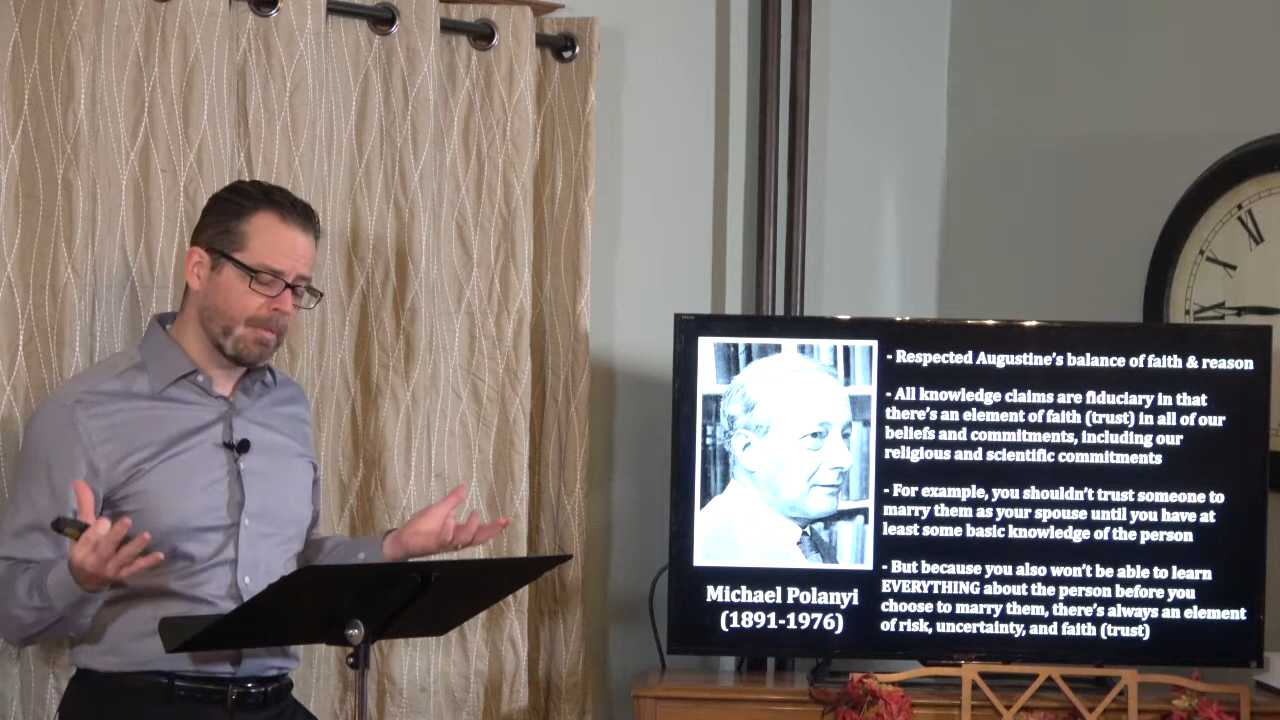 - Respected Augustine's balance of faith & reason
- All knowledge claims are fiduciary in that
there's an element of faith (trust) in all of our
beliefs and commitments, including our
religious and scientific commitments
- For example, you shouldn't trust someone to
marry them as your spouse until you have at
least some basic knowledge of the person
- But because you also won't be able to learn
EVERYTHING about the person before you
choose to marry them, there's always an element
of risk, uncertainty, and faith (trust)
Michael Polanyi
(1891-1976)
XI
X
IX